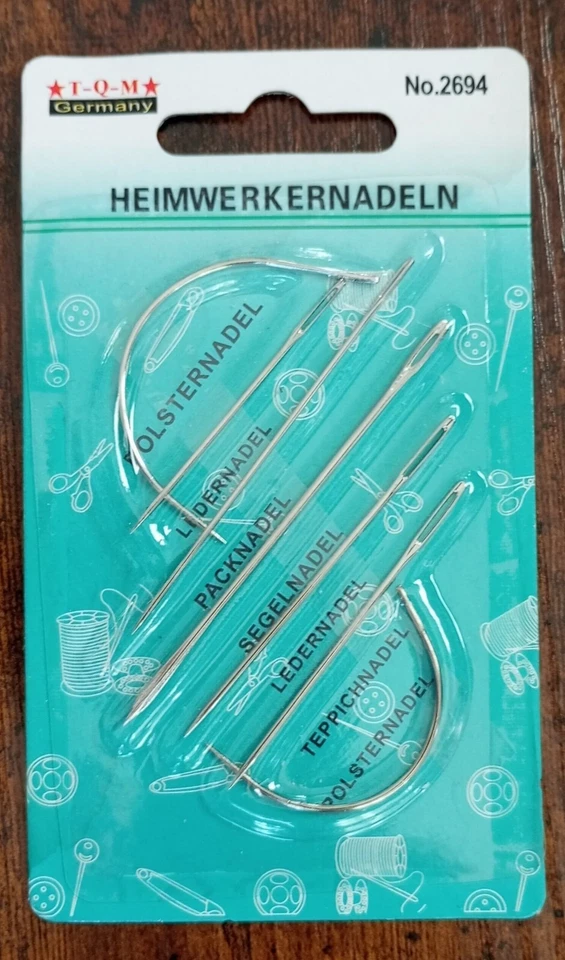 ★T-Q-M★
Germany
No.2694
HEIMWERKERNADELN
POLSTERNADEL
LEDERNADEL
PACKNADEL
SEGELNADEL
LEDERNADEL
TEPPICHNADEL
POLSTERNADEL